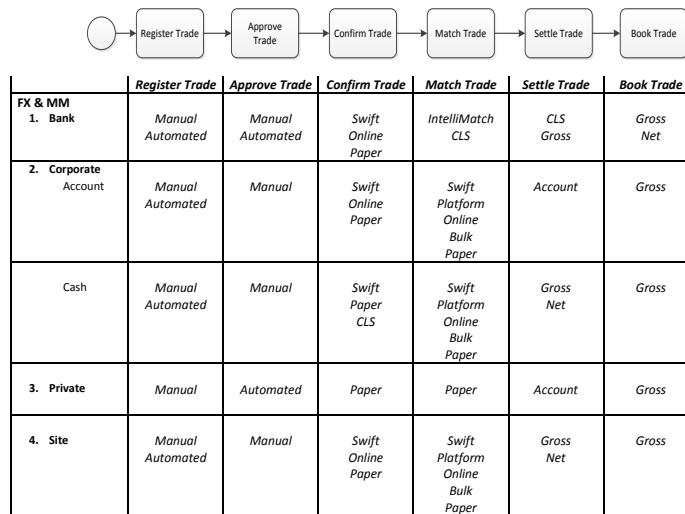 Register Trade
Approve
Trade
Confirm Trade
Match Trade
Settle Trade
Book Trade
Register Trade Approve Trade Confirm Trade Match Trade Settle Trade Book Trade
FX & MM
1. Bank Manual Manual Swift IntelliMatch CLS Gross
Automated Automated Online CLS Gross Net
Paper
2. Corporate
Account Manual Manual Swift Swift Account Gross
Automated Online Platform
Paper Online
Bulk
Paper
Cash Manual Manual Swift Swift Gross Gross
Automated Paper Platform Net
CLS Online
Bulk
Paper
3. Private Manual Automated Paper Paper Account Gross
4. Site Manual Manual Swift Swift Gross Gross
Automated Online Platform Net
Paper Online
Bulk
Paper